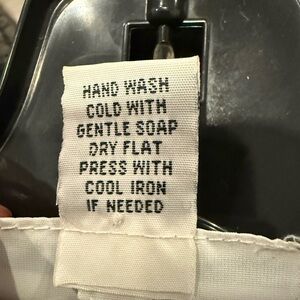 HAND WASH
COLD WITH
GENTLE SOAP
DRY FLAT
PRESS WITH
COOL IRON
IF NEEDED